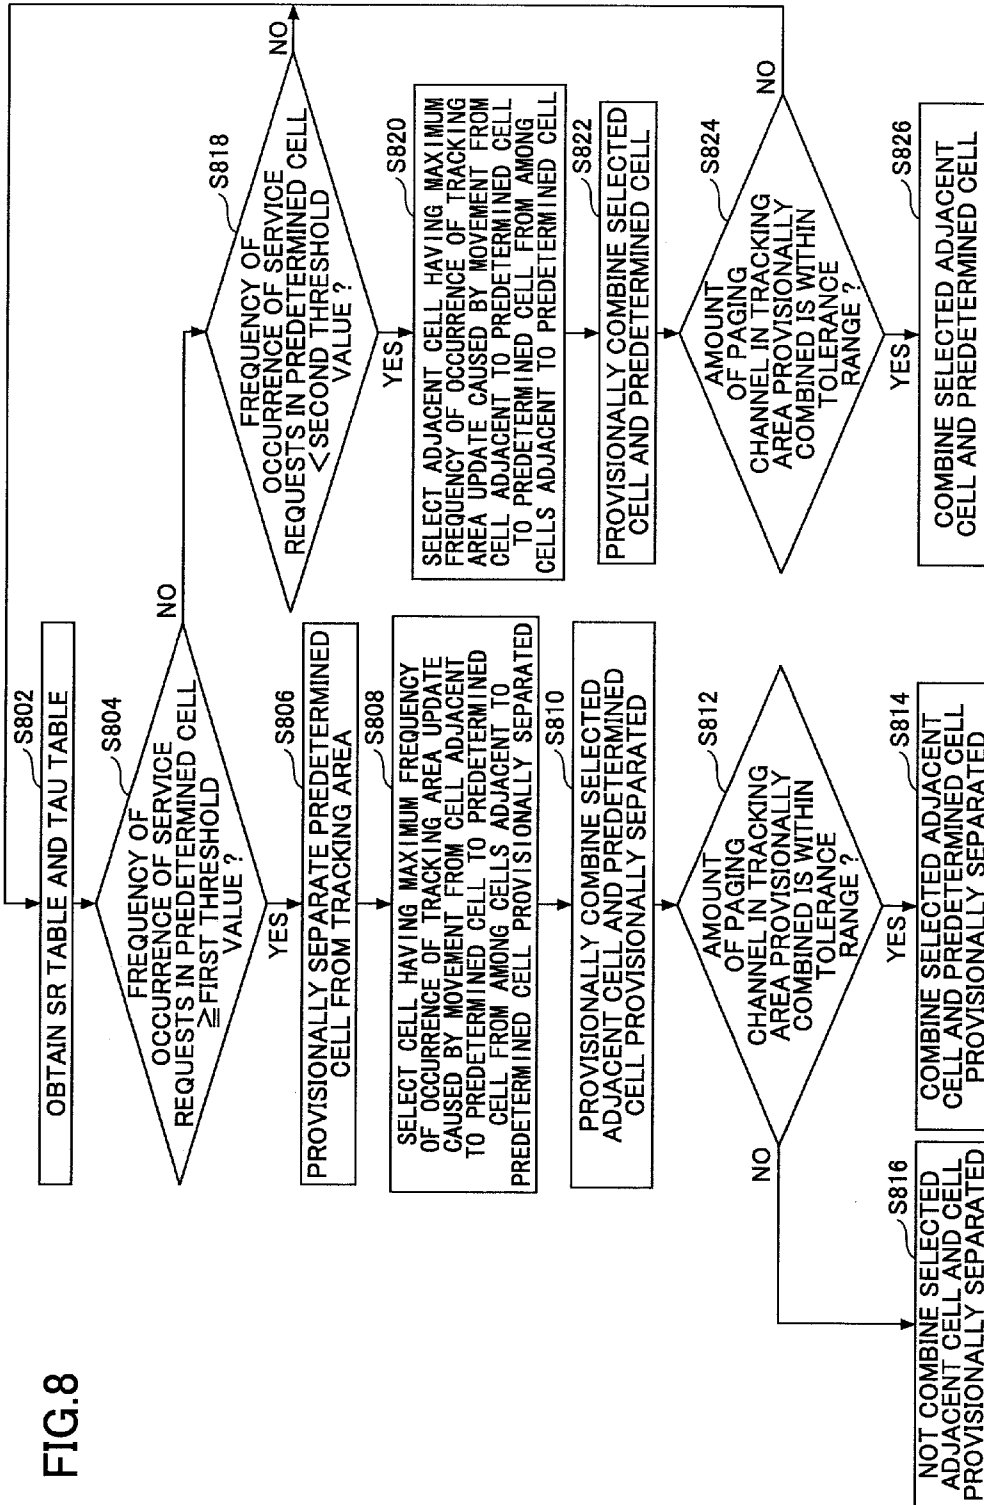 FIG.8
S802
OBTAIN SR TABLE AND TAU TABLE
S804
FREQUENCY OF
OCCURRENCE OF SERVICE
REQUESTS IN PREDETERMINED CELL
≧FIRST THRESHOLD
VALUE ?
NO
YES
S806
PROVISIONALLY SEPARATE PREDETERMINED
CELL FROM TRACKING AREA
S808
SELECT CELL HAVING MAXIMUM FREQUENCY
OF OCCURRENCE OF TRACKING AREA UPDATE
CAUSED BY MOVEMENT FROM CELL ADJACENT
TO PREDETERMINED CELL TO PREDETERMINED
CELL FROM AMONG CELLS ADJACENT TO
PREDETERMINED CELL PROVISIONALLY SEPARATED
S810
PROVISIONALLY COMBINE SELECTED
ADJACENT CELL AND PREDETERMINED
CELL PROVISIONALLY SEPARATED
S812
AMOUNT
OF PAGING
CHANNEL IN TRACKING
AREA PROVISIONALLY
COMBINED IS WITHIN
TOLERANCE
RANGE ?
NO
YES
S814
COMBINE SELECTED ADJACENT
CELL AND PREDETERMINED CELL
PROVISIONALLY SEPARATED
S816
NOT COMBINE SELECTED
ADJACENT CELL AND CELL
PROVISIONALLY SEPARATED
S818
FREQUENCY OF
OCCURRENCE OF SERVICE
REQUESTS IN PREDETERMINED CELL
<SECOND THRESHOLD
VALUE ?
NO
YES
S820
SELECT ADJACENT CELL HAVING MAXIMUM
FREQUENCY OF OCCURRENCE OF TRACKING
AREA UPDATE CAUSED BY MOVEMENT FROM
CELL ADJACENT TO PREDETERMINED CELL
TO PREDETERMINED CELL FROM AMONG
CELLS ADJACENT TO PREDETERMINED CELL
S822
PROVISIONALLY COMBINE SELECTED
CELL AND PREDETERMINED CELL
S824
AMOUNT
OF PAGING
CHANNEL IN TRACKING
AREA PROVISIONALLY
COMBINED IS WITHIN
TOLERANCE
RANGE ?
NO
YES
S826
COMBINE SELECTED ADJACENT
CELL AND PREDETERMINED CELL